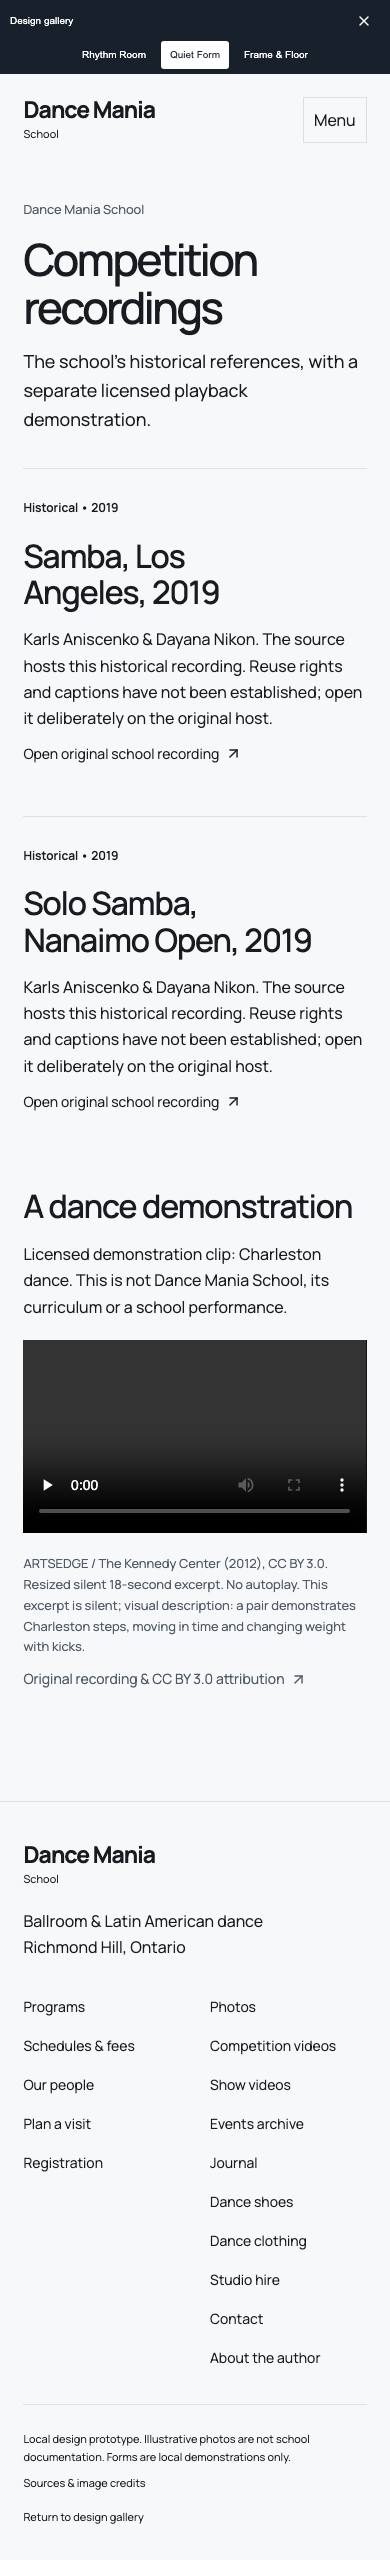 Design gallery
Rhythm Room
Quiet Form
Frame & Floor
Dance Mania
School
Menu
Dance Mania School
Competition
recordings
The school's historical references, with a
separate licensed playback
demonstration.
Historical • 2019
Samba, Los
Angeles, 2019
Karls Aniscenko & Dayana Nikon. The source
hosts this historical recording. Reuse rights
and captions have not been established; open
it deliberately on the original host.
Open original school recording
Historical • 2019
Solo Samba,
Nanaimo Open, 2019
Karls Aniscenko & Dayana Nikon. The source
hosts this historical recording. Reuse rights
and captions have not been established; open
it deliberately on the original host.
Open original school recording
A dance demonstration
Licensed demonstration clip: Charleston
dance. This is not Dance Mania School, its
curriculum or a school performance.
0:00
ARTSEDGE / The Kennedy Center (2012), CC BY 3.0.
Resized silent 18-second excerpt. No autoplay. This
excerpt is silent; visual description: a pair demonstrates
Charleston steps, moving in time and changing weight
with kicks.
Original recording & CC BY 3.0 attribution
Dance Mania
School
Ballroom & Latin American dance
Richmond Hill, Ontario
Programs
Schedules & fees
Our people
Plan a visit
Registration
Photos
Competition videos
Show videos
Events archive
Journal
Dance shoes
Dance clothing
Studio hire
Contact
About the author
Local design prototype. Illustrative photos are not school
documentation. Forms are local demonstrations only.
Sources & image credits
Return to design gallery